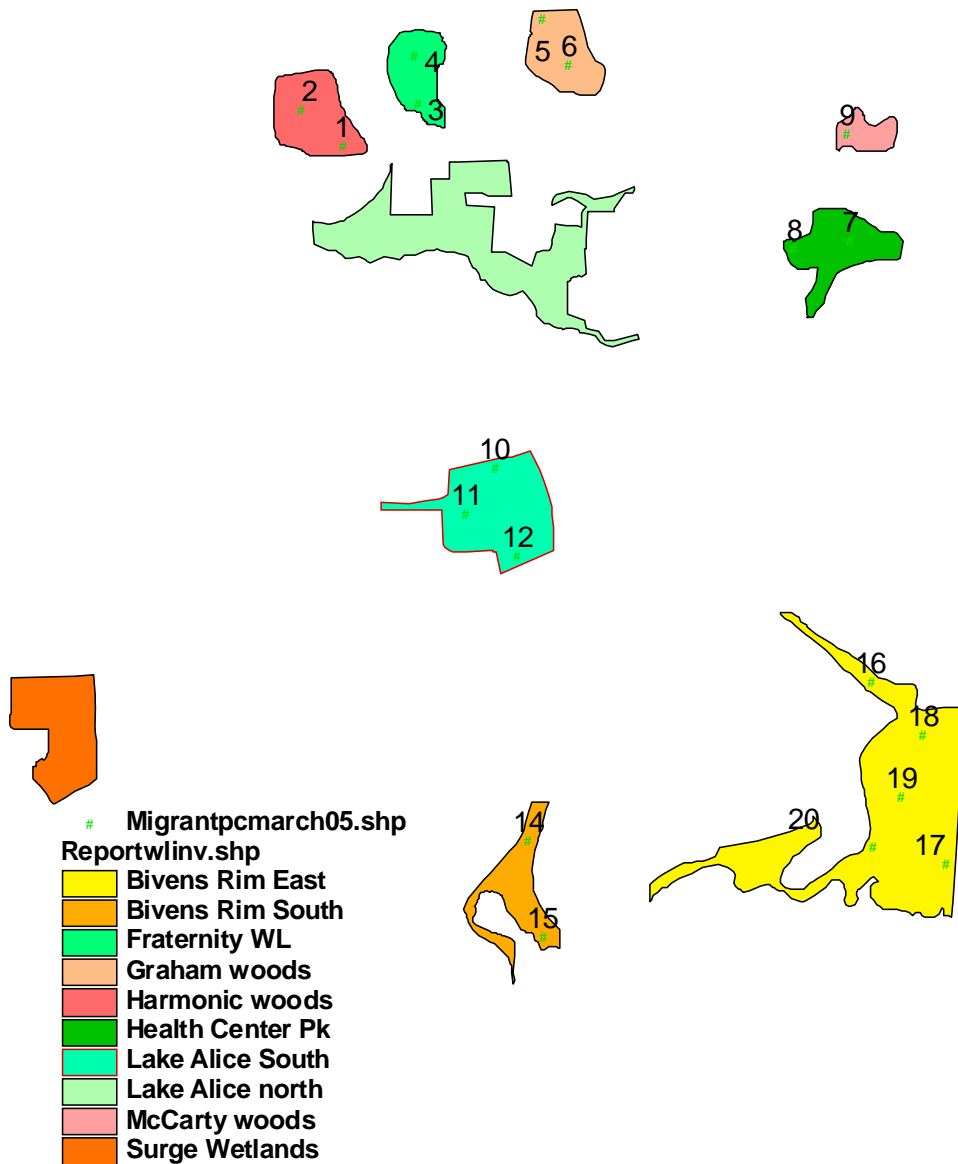 5 6
4
2
3
1
9
7
8
10
11
12
16
18
19
20
14
17
15
# Migrantpcmarch05.shp
Reportwlinv.shp
Bivens Rim East
Bivens Rim South
Fraternity WL
Graham woods
Harmonic woods
Health Center Pk
Lake Alice South
Lake Alice north
McCarty woods
Surge Wetlands